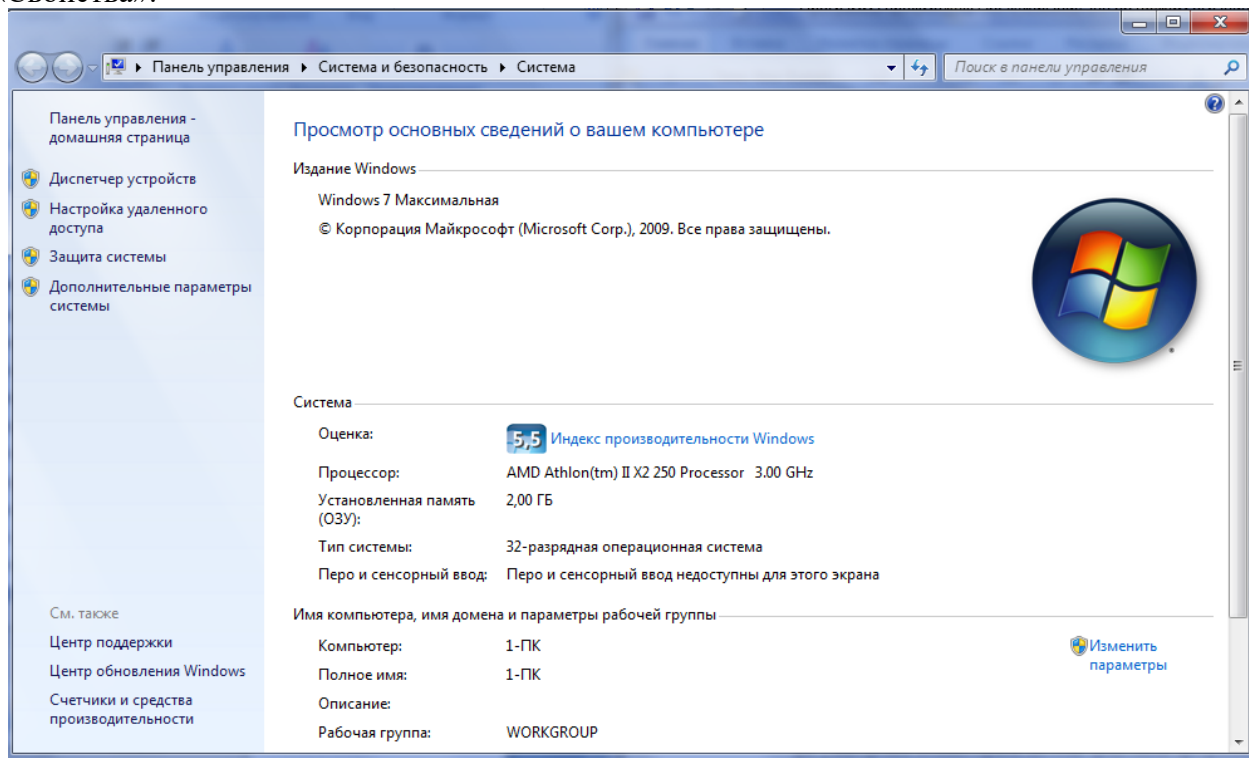 «Свойства».
Панель управления ▸ Система и безопасность ▸ Система
Поиск в панели управления
Панель управления -
домашняя страница
Диспетчер устройств
Настройка удаленного
доступа
Защита системы
Дополнительные параметры
системы
См. также
Центр поддержки
Центр обновления Windows
Счетчики и средства
производительности
Просмотр основных сведений о вашем компьютере
Издание Windows
Windows 7 Максимальная
© Корпорация Майкрософт (Microsoft Corp.), 2009. Все права защищены.
Система
Оценка: 5,5 Индекс производительности Windows
Процессор: AMD Athlon(tm) II X2 250 Processor 3.00 GHz
Установленная память
(ОЗУ): 2,00 ГБ
Тип системы: 32-разрядная операционная система
Перо и сенсорный ввод: Перо и сенсорный ввод недоступны для этого экрана
Имя компьютера, имя домена и параметры рабочей группы
Компьютер: 1-ПК
Изменить
параметры
Полное имя: 1-ПК
Описание:
Рабочая группа: WORKGROUP